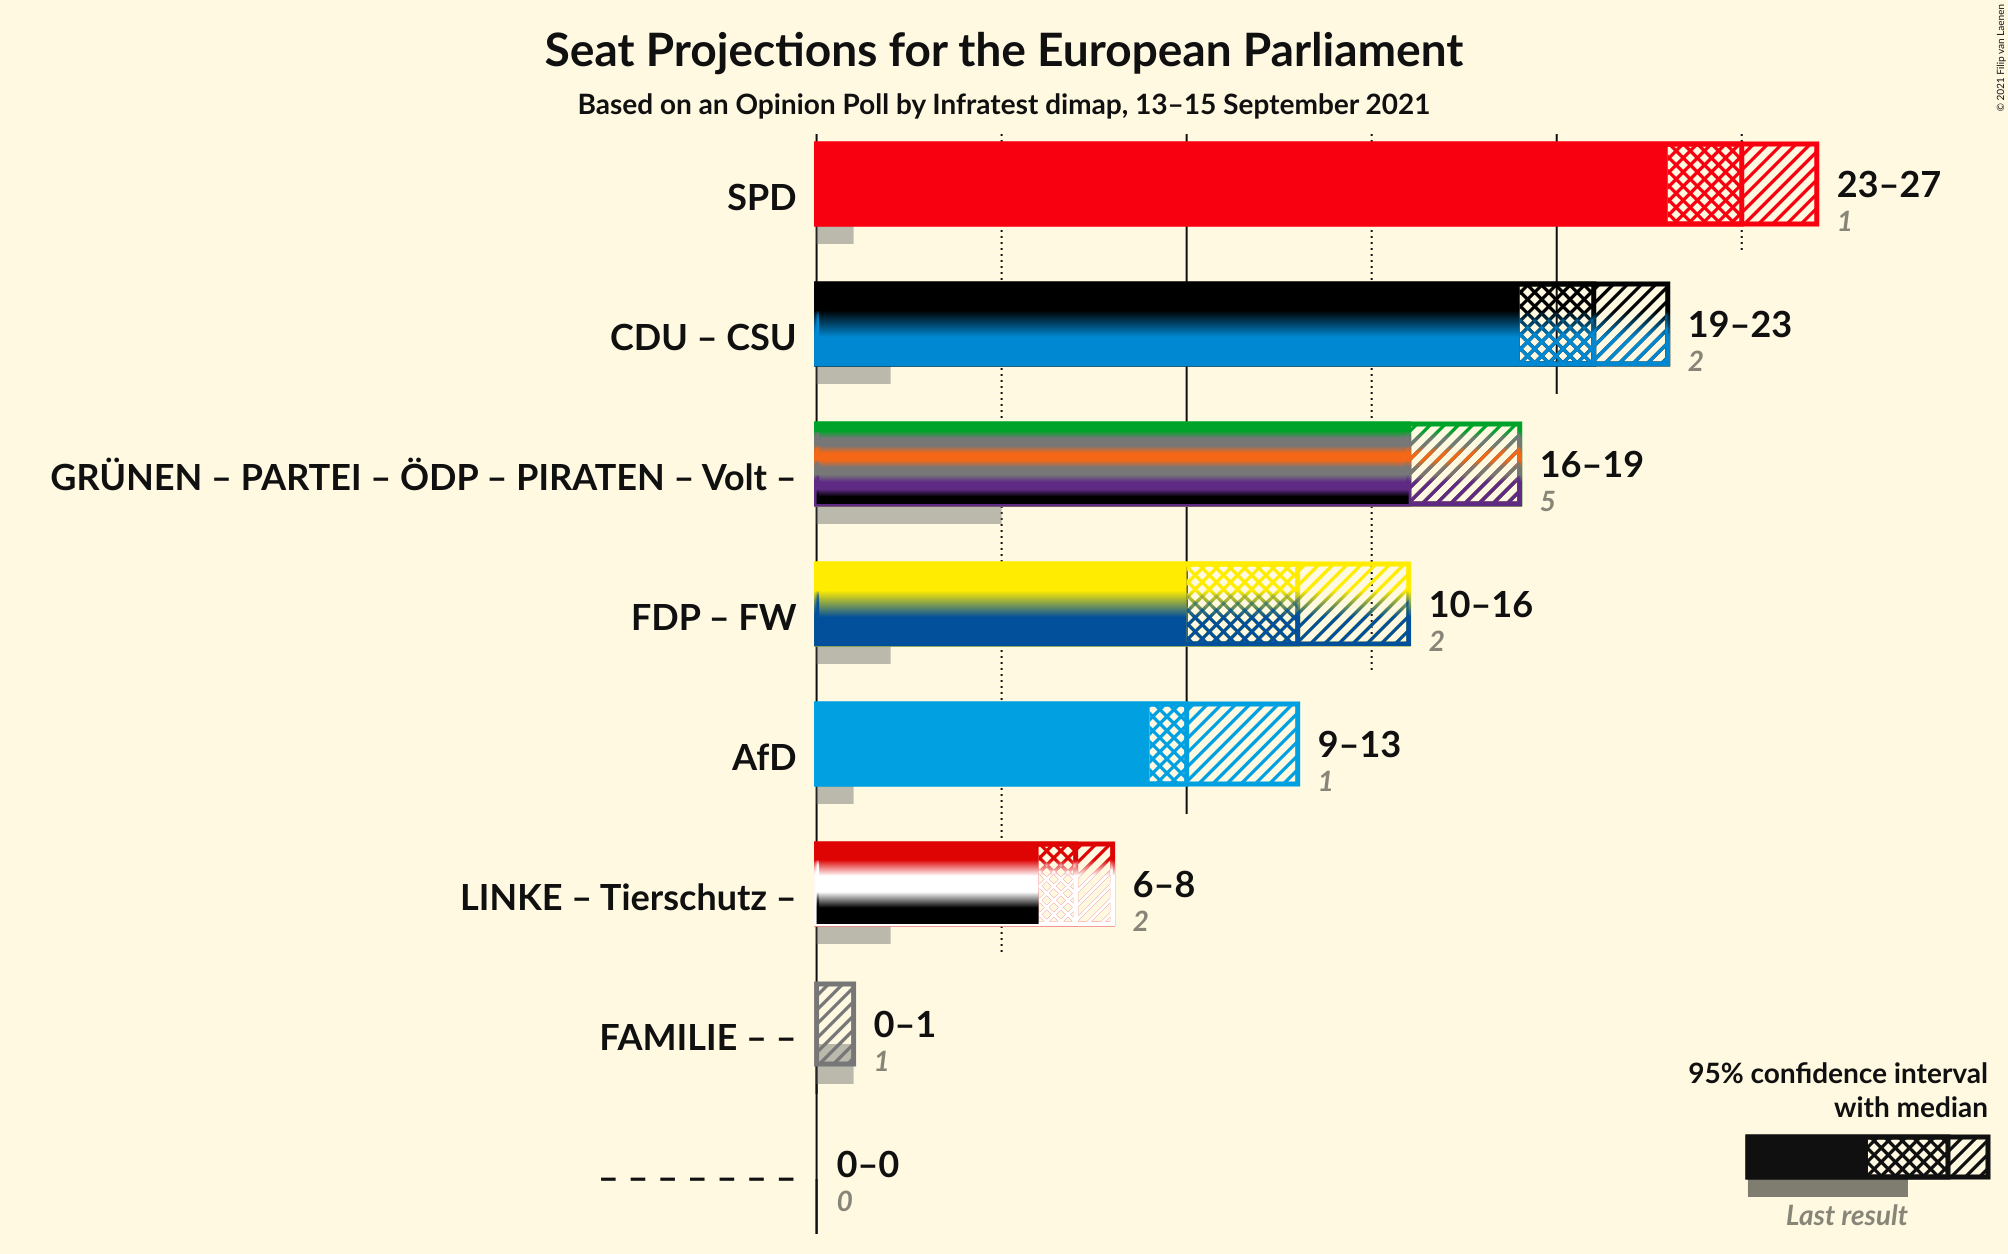 Seat Projections for the European Parliament
Based on an Opinion Poll by Infratest dimap, 13–15 September 2021
© 2021 Filip van Laenen
SPD
23–27
1
CDU – CSU
19–23
2
GRÜNEN – PARTEI – ÖDP – PIRATEN – Volt –
16–19
5
FDP – FW
10–16
2
AfD
9–13
1
LINKE – Tierschutz –
6–8
2
FAMILIE – –
0–1
1
– – – – – – –
0–0
0
95% confidence interval
with median
Last result